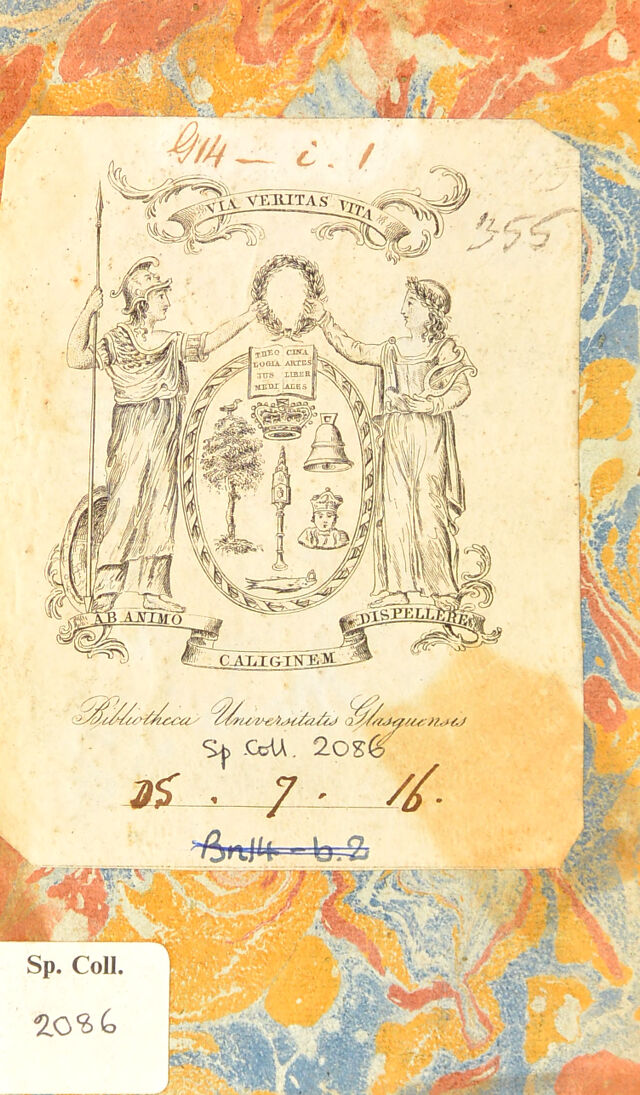 G14 - i. 1
VIA VERITAS VITA
355
THEO CINA
LOGIA ARTES
JUS LIBER
MEDI ALES
AB ANIMO
CALIGINEM
DISPELLERE
Bibliotheca Universitatis Glasguensis
Sp Coll. 2086
DS . 7 . 16.
Bn14-b.2
Sp. Coll.
2086